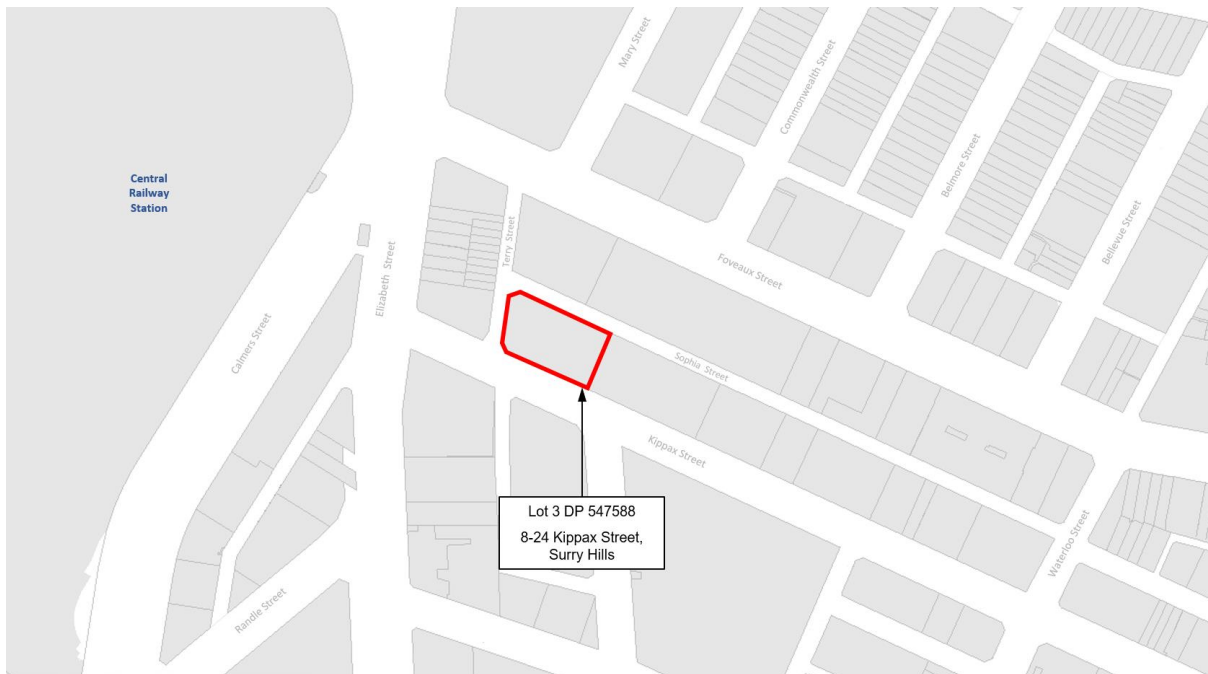 Central
Railway
Station
Calmers Street
Elizabeth Street
Terry Street
Mary Street
Commonwealth Street
Belmore Street
Bellevue Street
Foveaux Street
Sophia Street
Kippax Street
Waterloo Street
Randle Street
Lot 3 DP 547588
8-24 Kippax Street,
Surry Hills